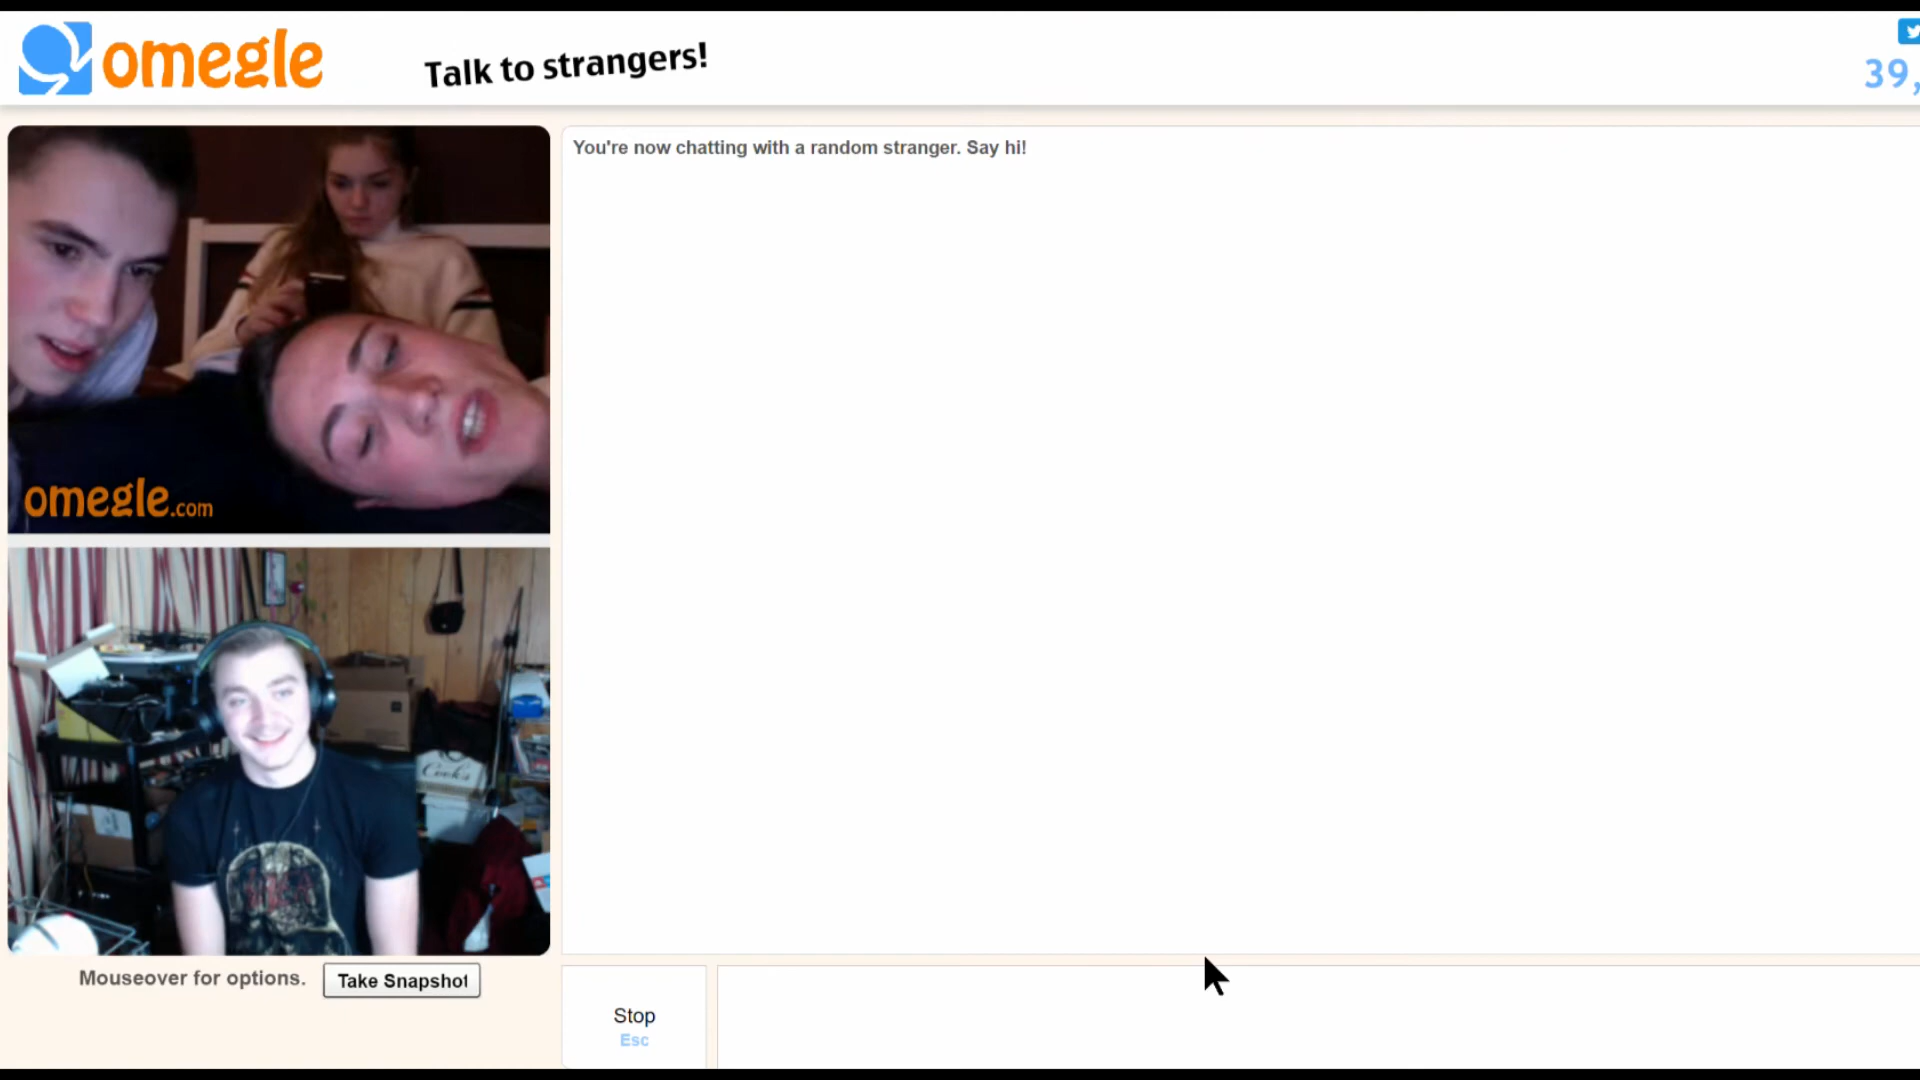 omegle
Talk to strangers!
39,
You're now chatting with a random stranger. Say hi!
omegle.com
Cook's
Mouseover for options.
Take Snapshot
Stop
Esc